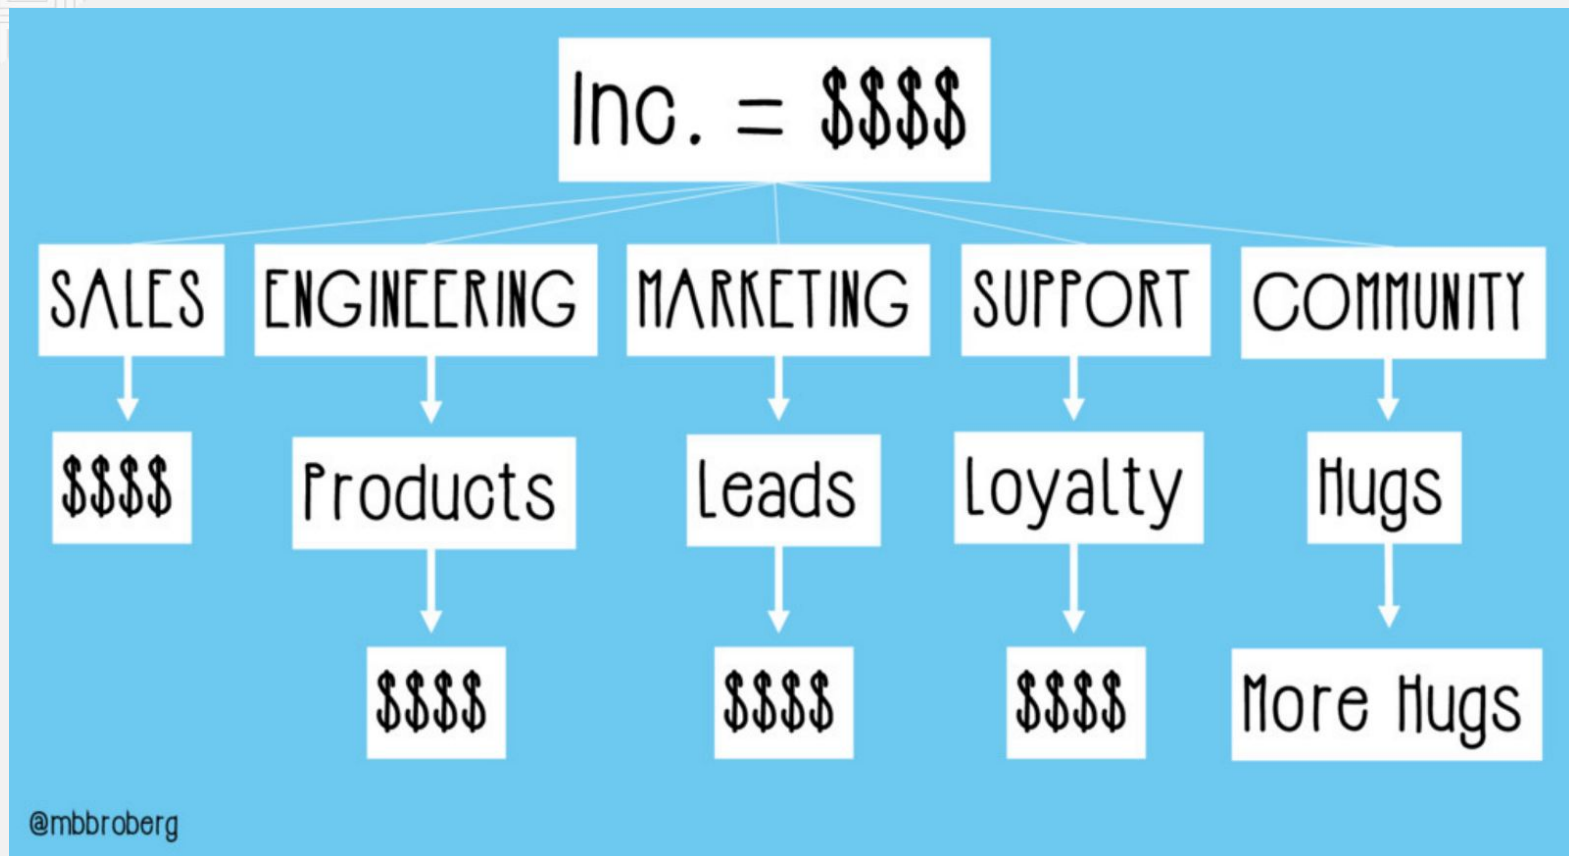 Inc. = $$$$
SALES
ENGINEERING
MARKETING
SUPPORT
COMMUNITY
$$$$
Products
Leads
Loyalty
Hugs
$$$$
$$$$
$$$$
More Hugs
@mbbroberg